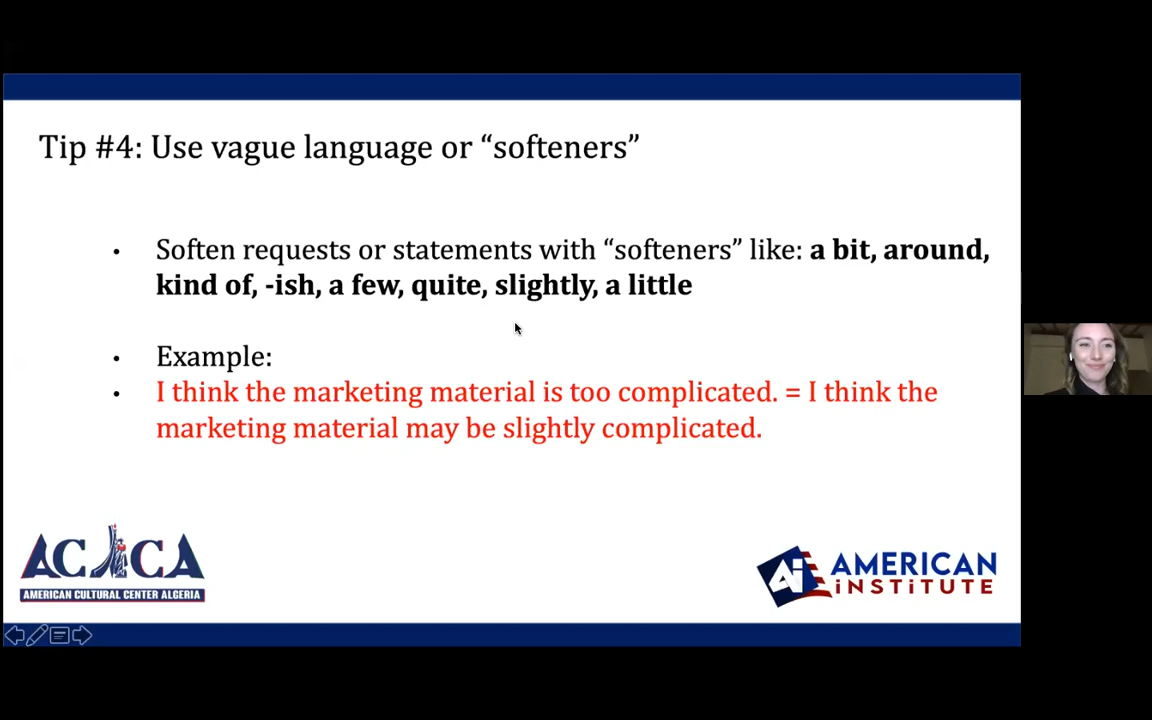 Tip #4: Use vague language or “softeners”
• Soften requests or statements with “softeners” like: a bit, around,
kind of, -ish, a few, quite, slightly, a little
• Example:
• I think the marketing material is too complicated. = I think the
marketing material may be slightly complicated.
ACCA
AMERICAN CULTURAL CENTER ALGERIA
Ai AMERICAN
iNSTiTUTE